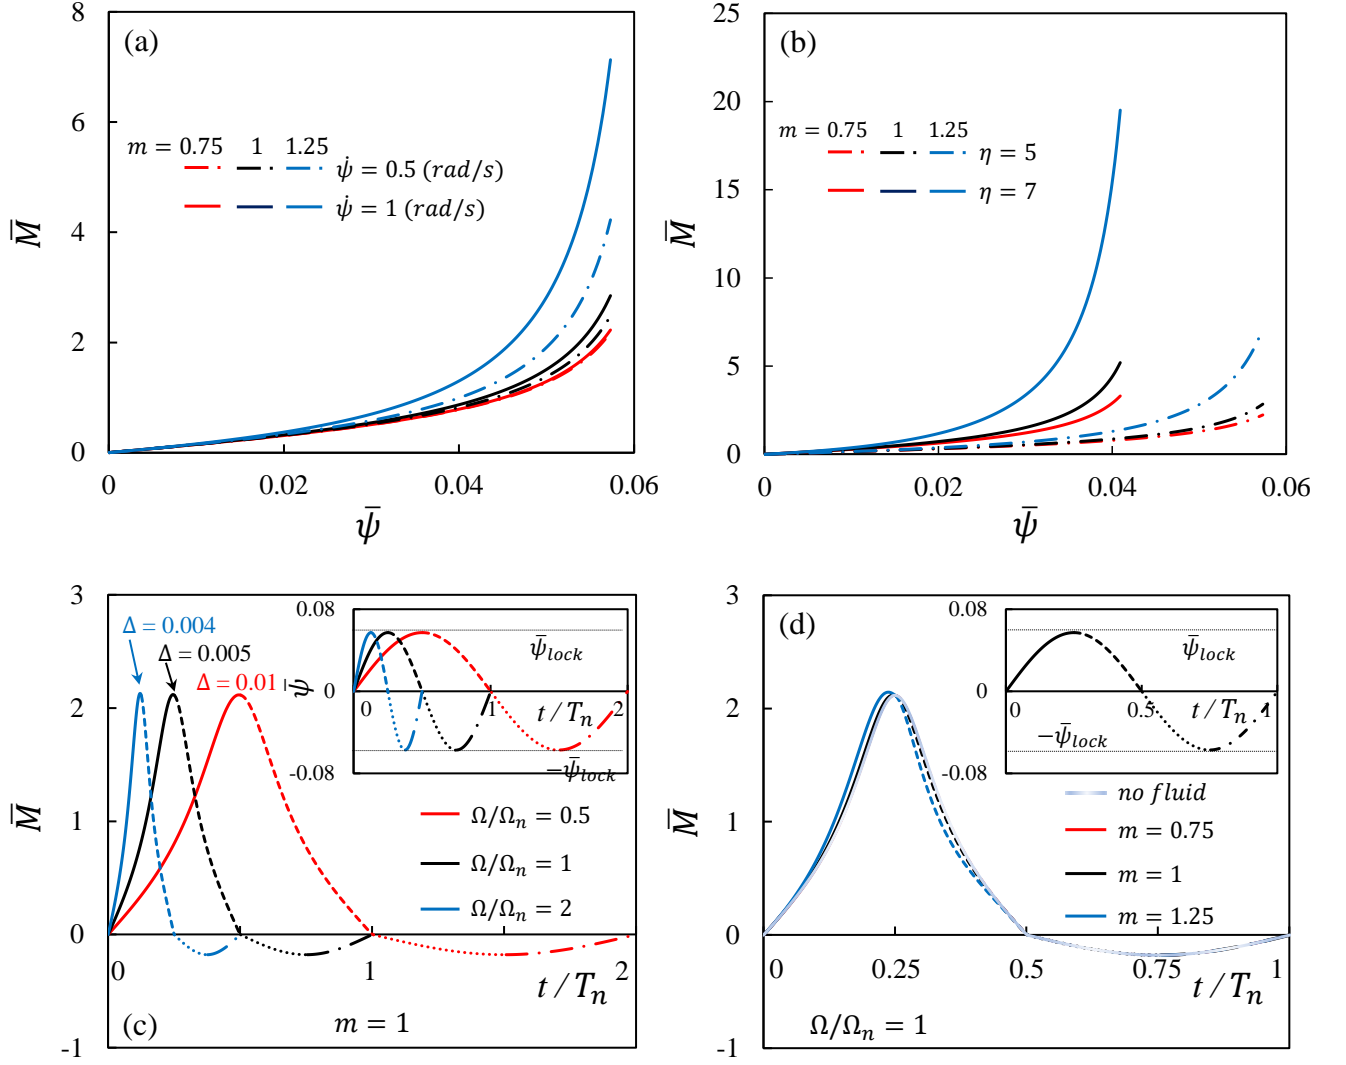 (a)
8
6
4
2
0
M̅
m = 0.75 1 1.25
ψ̇ = 0.5 (rad/s)
ψ̇ = 1 (rad/s)
0 0.02 0.04 0.06
ψ̅
(b)
25
20
15
10
5
0
M̅
m = 0.75 1 1.25
η = 5
η = 7
0 0.02 0.04 0.06
ψ̅
3
2
1
0
-1
M̅
Δ = 0.004
Δ = 0.005
Δ = 0.01
0.08
0
-0.08
ψ̅
ψ̅lock
0 1 2
t / Tn
−ψ̅lock
Ω/Ωn = 0.5
Ω/Ωn = 1
Ω/Ωn = 2
0 1 2
t / Tn
(c)
m = 1
(d)
3
2
1
0
-1
M̅
0.08
0
-0.08
ψ̅lock
0 0.5 1
t / Tn
−ψ̅lock
no fluid
m = 0.75
m = 1
m = 1.25
0 0.25 0.5 0.75 1
t / Tn
Ω/Ωn = 1